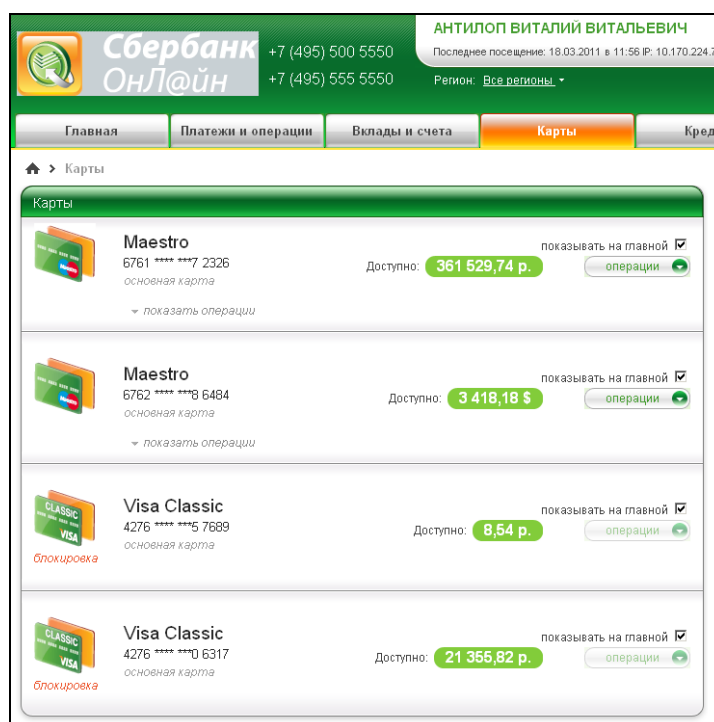 АНТИЛОП ВИТАЛИЙ ВИТАЛЬЕВИЧ
Сбербанк +7 (495) 500 5550 Последнее посещение: 18.03.2011 в 11:56 IP: 10.170.224.7
ОнЛ@йн +7 (495) 555 5550 Регион: Все регионы
Главная Платежи и операции Вклады и счета Карты Кред
> Карты
Карты
Maestro показывать на главной
6761 **** ***7 2326 Доступно: 361 529,74 р. операции
основная карта
показать операции
Maestro показывать на главной
6762 **** ***8 6484 Доступно: 3 418,18 $ операции
основная карта
показать операции
CLASSIC VISA
Visa Classic показывать на главной
4276 **** ***5 7689 Доступно: 8,54 р. операции
основная карта
блокировка
CLASSIC VISA
Visa Classic показывать на главной
4276 **** ***0 6317 Доступно: 21 355,82 р. операции
основная карта
блокировка